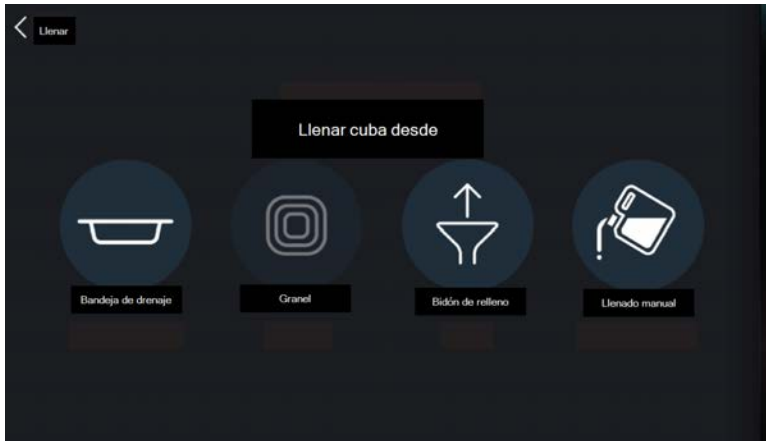 Llenar
Llenar cuba desde
Bandeja de drenaje
Granel
Bidón de relleno
Llenado manual